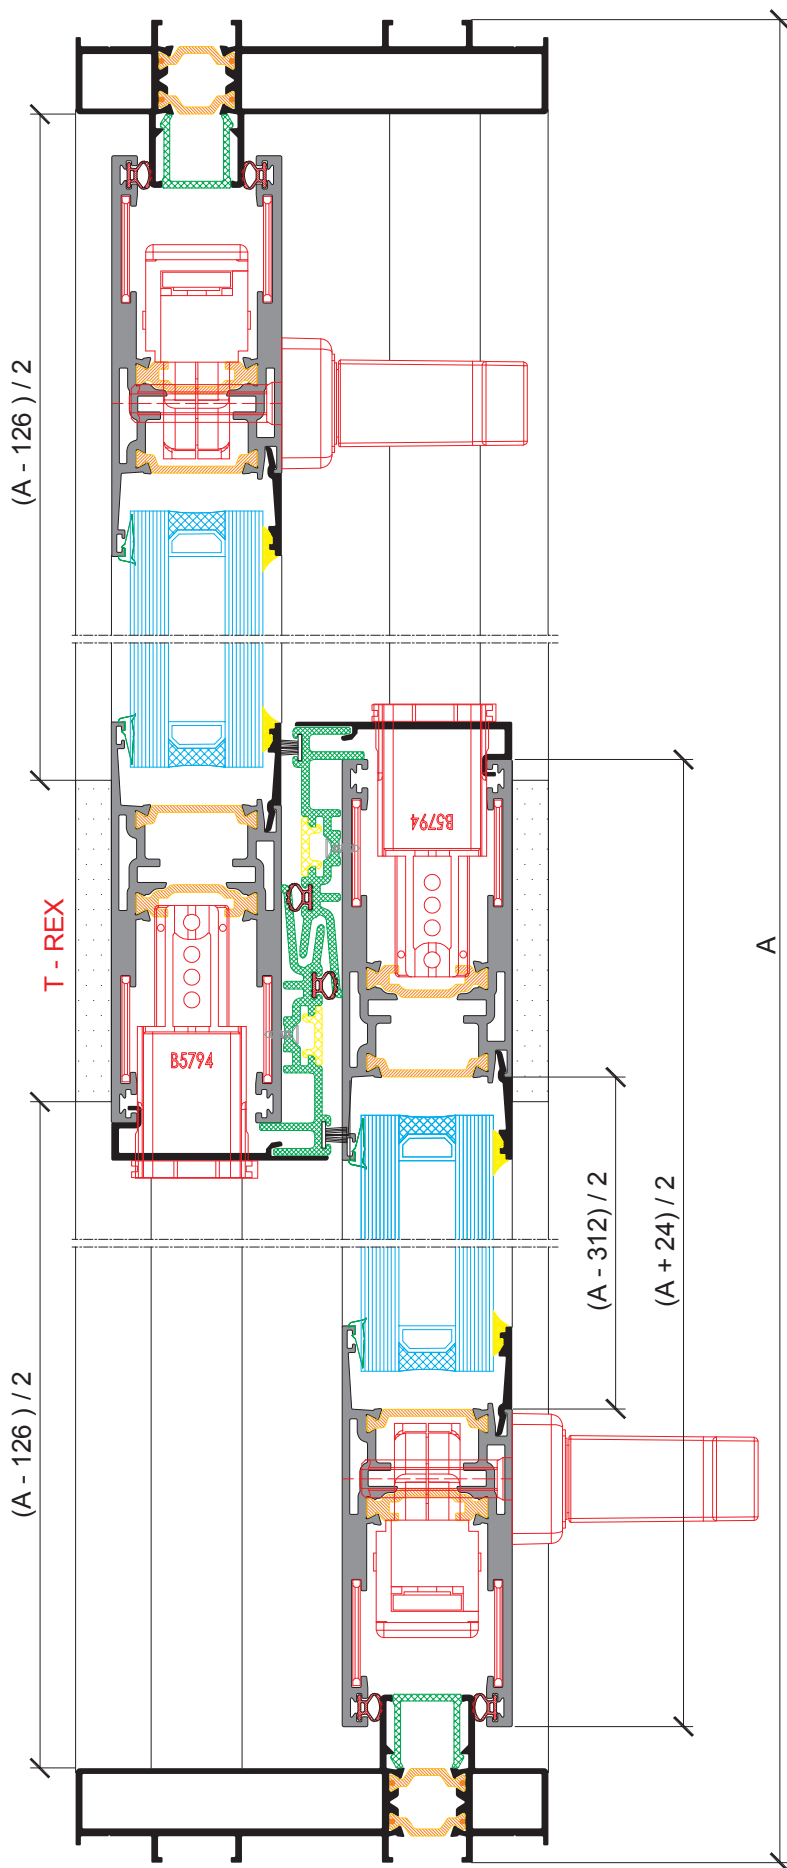 (A - 126 ) / 2
T - REX
B5794
B5794
A
(A - 312) / 2
(A + 24) / 2
(A - 126 ) / 2